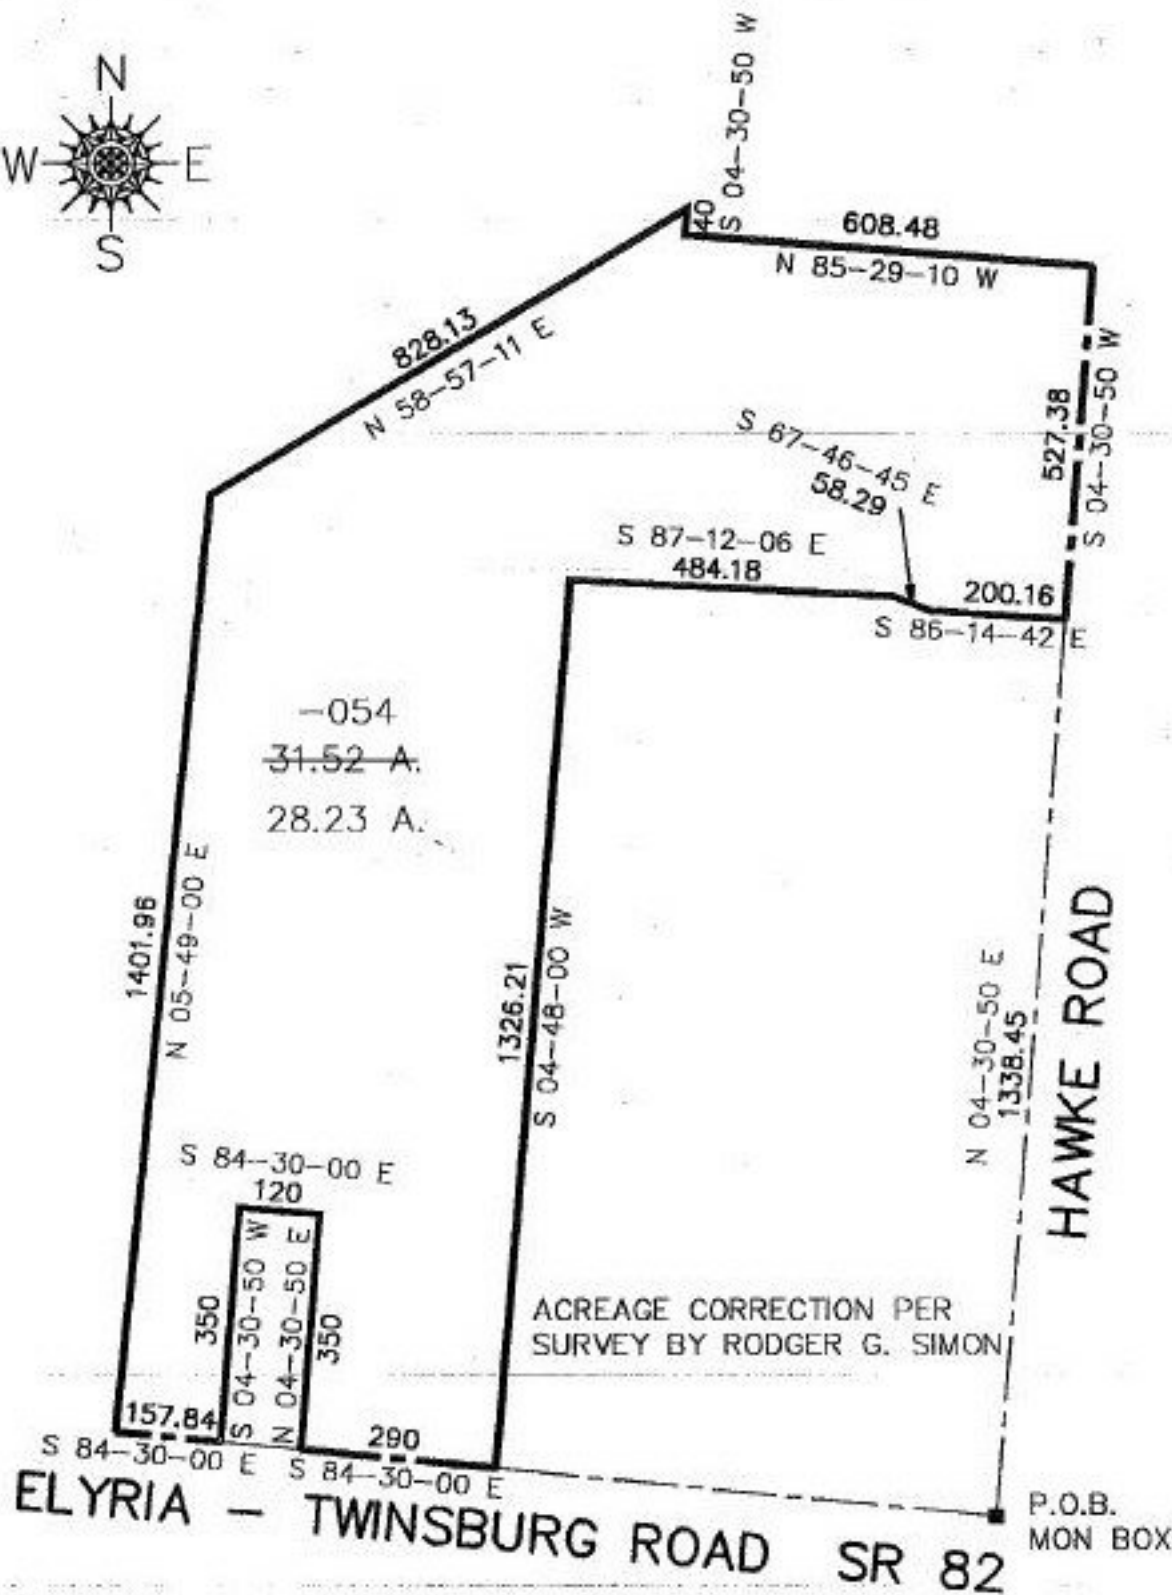 N
W E
S
S 04-30-50 W
40
608.48
N 85-29-10 W
828.13
N 58-57-11 E
527.38
S 04-30-50 W
S 67-46-45 E
58.29
S 87-12-06 E
484.18
200.16
S 86-14-42 E
-054
31.52 A.
28.23 A.
1401.96
N 05-49-00 E
1326.21
S 04-48-00 W
N 04-30-50 E
1338.45
HAWKE ROAD
S 84-30-00 E
120
350
S 04-30-50 W
N 04-30-50 E
350
ACREAGE CORRECTION PER
SURVEY BY RODGER G. SIMON
157.84
S 84-30-00 E
290
S 84-30-00 E
P.O.B.
MON BOX
ELYRIA - TWINSBURG ROAD SR 82